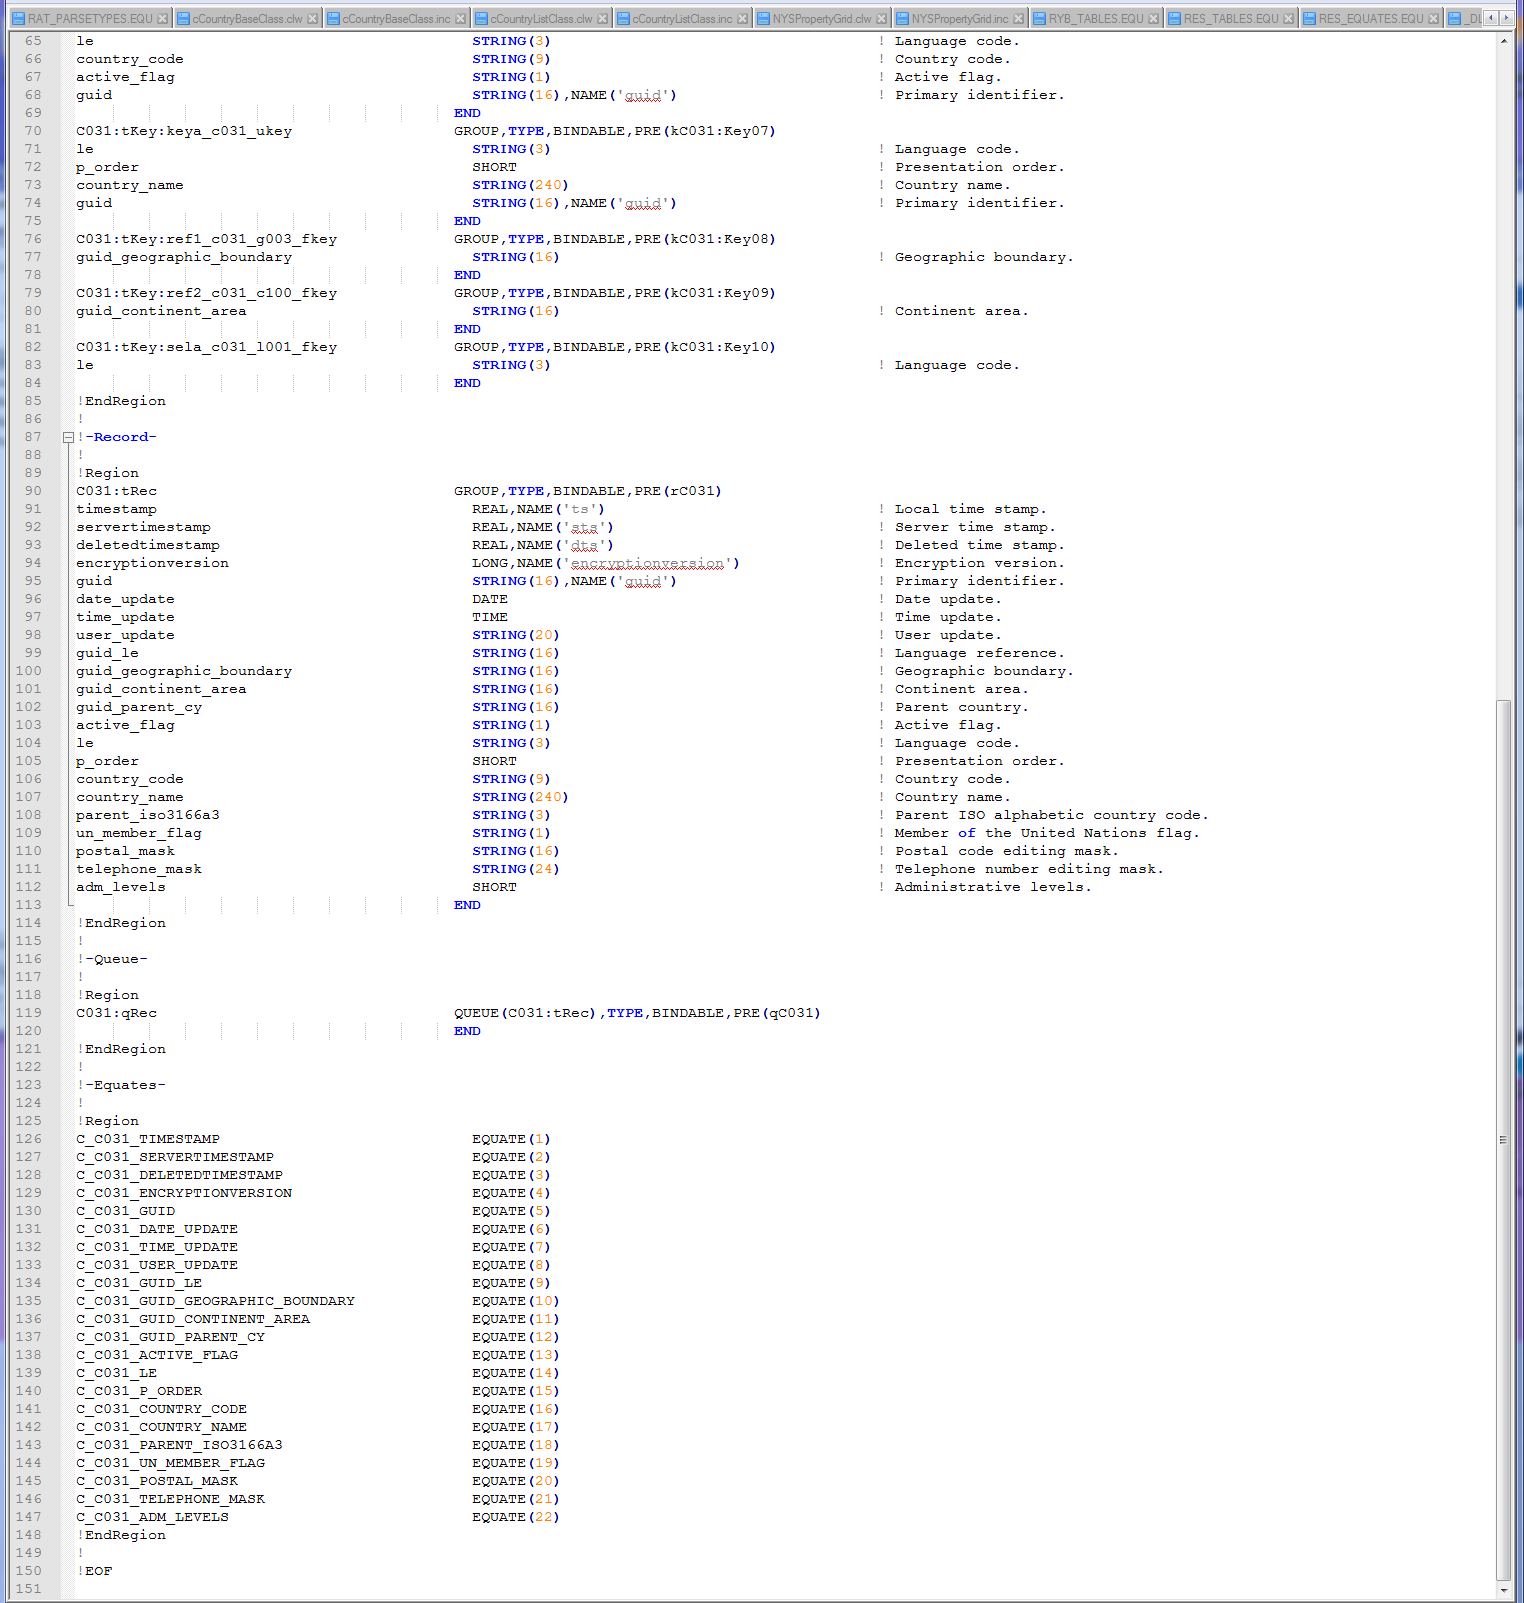 RAT_PARSETYPES.EQU cCountryBaseClass.clw cCountryBaseClass.inc cCountryListClass.clw cCountryListClass.inc NYSPropertyGrid.clw NYSPropertyGrid.inc RYB_TABLES.EQU RES_TABLES.EQU RES_EQUATES.EQU
65 le STRING(3) ! Language code.
66 country_code STRING(9) ! Country code.
67 active_flag STRING(1) ! Active flag.
68 guid STRING(16),NAME('guid') ! Primary identifier.
69 END
70 C031:tKey:keya_c031_ukey GROUP,TYPE,BINDABLE,PRE(kC031:Key07)
71 le STRING(3) ! Language code.
72 p_order SHORT ! Presentation order.
73 country_name STRING(240) ! Country name.
74 guid STRING(16),NAME('guid') ! Primary identifier.
75 END
76 C031:tKey:ref1_c031_g003_fkey GROUP,TYPE,BINDABLE,PRE(kC031:Key08)
77 guid_geographic_boundary STRING(16) ! Geographic boundary.
78 END
79 C031:tKey:ref2_c031_c100_fkey GROUP,TYPE,BINDABLE,PRE(kC031:Key09)
80 guid_continent_area STRING(16) ! Continent area.
81 END
82 C031:tKey:sela_c031_l001_fkey GROUP,TYPE,BINDABLE,PRE(kC031:Key10)
83 le STRING(3) ! Language code.
84 END
85 !EndRegion
86 !
87 !-Record-
88 !
89 !Region
90 C031:tRec GROUP,TYPE,BINDABLE,PRE(rC031)
91 timestamp REAL,NAME('ts') ! Local time stamp.
92 servertimestamp REAL,NAME('sts') ! Server time stamp.
93 deletedtimestamp REAL,NAME('dts') ! Deleted time stamp.
94 encryptionversion LONG,NAME('encryptionversion') ! Encryption version.
95 guid STRING(16),NAME('guid') ! Primary identifier.
96 date_update DATE ! Date update.
97 time_update TIME ! Time update.
98 user_update STRING(20) ! User update.
99 guid_le STRING(16) ! Language reference.
100 guid_geographic_boundary STRING(16) ! Geographic boundary.
101 guid_continent_area STRING(16) ! Continent area.
102 guid_parent_cy STRING(16) ! Parent country.
103 active_flag STRING(1) ! Active flag.
104 le STRING(3) ! Language code.
105 p_order SHORT ! Presentation order.
106 country_code STRING(9) ! Country code.
107 country_name STRING(240) ! Country name.
108 parent_iso3166a3 STRING(3) ! Parent ISO alphabetic country code.
109 un_member_flag STRING(1) ! Member of the United Nations flag.
110 postal_mask STRING(16) ! Postal code editing mask.
111 telephone_mask STRING(24) ! Telephone number editing mask.
112 adm_levels SHORT ! Administrative levels.
113 END
114 !EndRegion
115 !
116 !-Queue-
117 !
118 !Region
119 C031:qRec QUEUE(C031:tRec),TYPE,BINDABLE,PRE(qC031)
120 END
121 !EndRegion
122 !
123 !-Equates-
124 !
125 !Region
126 C_C031_TIMESTAMP EQUATE(1)
127 C_C031_SERVERTIMESTAMP EQUATE(2)
128 C_C031_DELETEDTIMESTAMP EQUATE(3)
129 C_C031_ENCRYPTIONVERSION EQUATE(4)
130 C_C031_GUID EQUATE(5)
131 C_C031_DATE_UPDATE EQUATE(6)
132 C_C031_TIME_UPDATE EQUATE(7)
133 C_C031_USER_UPDATE EQUATE(8)
134 C_C031_GUID_LE EQUATE(9)
135 C_C031_GUID_GEOGRAPHIC_BOUNDARY EQUATE(10)
136 C_C031_GUID_CONTINENT_AREA EQUATE(11)
137 C_C031_GUID_PARENT_CY EQUATE(12)
138 C_C031_ACTIVE_FLAG EQUATE(13)
139 C_C031_LE EQUATE(14)
140 C_C031_P_ORDER EQUATE(15)
141 C_C031_COUNTRY_CODE EQUATE(16)
142 C_C031_COUNTRY_NAME EQUATE(17)
143 C_C031_PARENT_ISO3166A3 EQUATE(18)
144 C_C031_UN_MEMBER_FLAG EQUATE(19)
145 C_C031_POSTAL_MASK EQUATE(20)
146 C_C031_TELEPHONE_MASK EQUATE(21)
147 C_C031_ADM_LEVELS EQUATE(22)
148 !EndRegion
149 !
150 !EOF
151